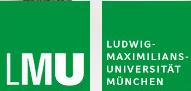 LMU
LUDWIG-
MAXIMILIANS-
UNIVERSITÄT
MÜNCHEN